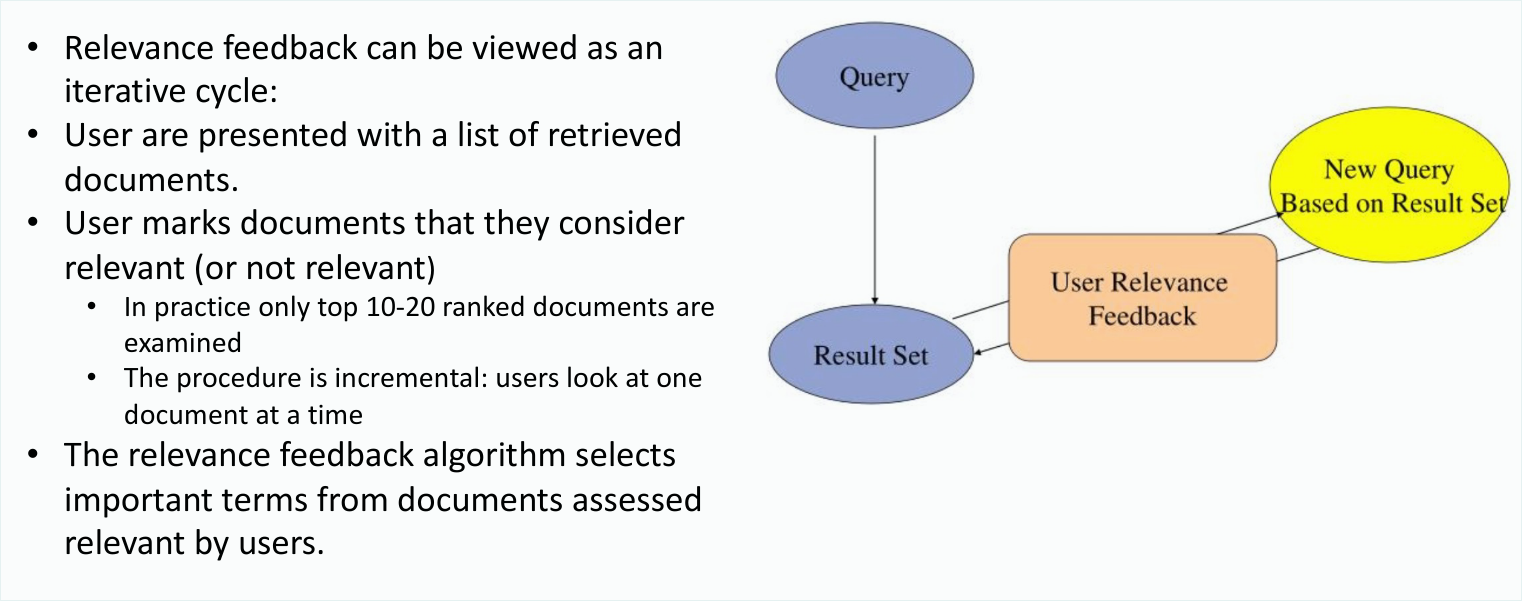 • Relevance feedback can be viewed as an
iterative cycle:
• User are presented with a list of retrieved
documents.
• User marks documents that they consider
relevant (or not relevant)
• In practice only top 10-20 ranked documents are
examined
• The procedure is incremental: users look at one
document at a time
• The relevance feedback algorithm selects
important terms from documents assessed
relevant by users.
Query
New Query
Based on Result Set
User Relevance
Feedback
Result Set